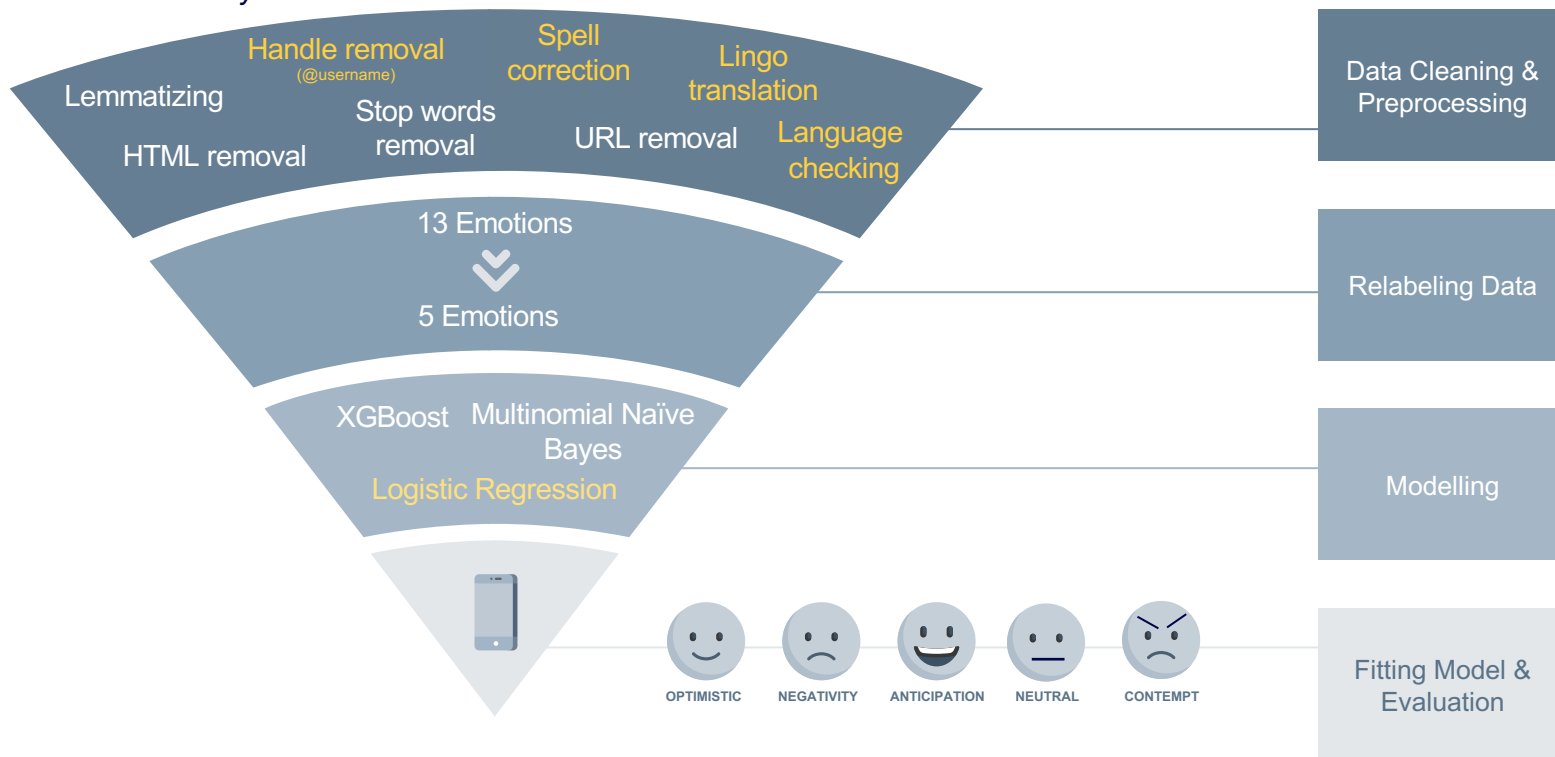 Handle removal
(@username)
Spell
correction
Lingo
translation
Lemmatizing
Stop words
removal
HTML removal
URL removal
Language
checking
Data Cleaning &
Preprocessing
13 Emotions
5 Emotions
Relabeling Data
XGBoost
Multinomial Naïve
Bayes
Logistic Regression
Modelling
OPTIMISTIC
NEGATIVITY
ANTICIPATION
NEUTRAL
CONTEMPT
Fitting Model &
Evaluation